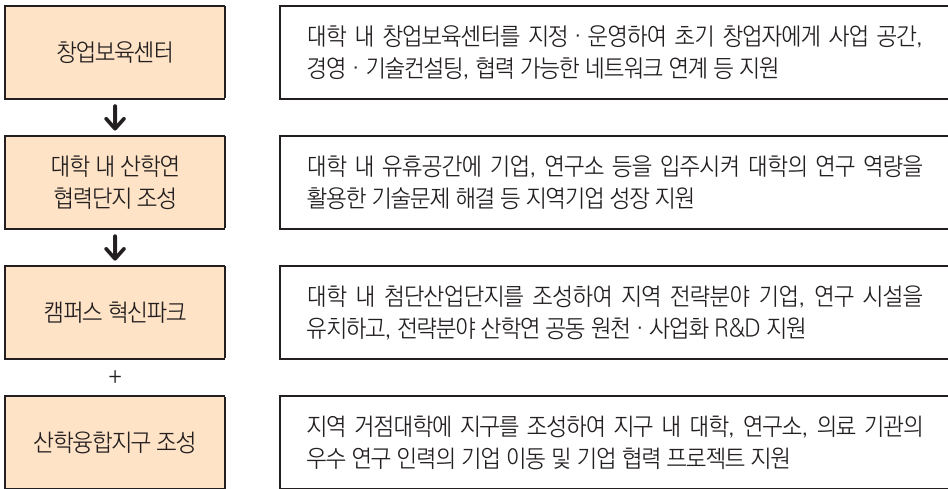 창업보육센터
대학 내 창업보육센터를 지정 · 운영하여 초기 창업자에게 사업 공간,
경영 · 기술컨설팅, 협력 가능한 네트워크 연계 등 지원
대학 내 산학연
협력단지 조성
대학 내 유휴공간에 기업, 연구소 등을 입주시켜 대학의 연구 역량을
활용한 기술문제 해결 등 지역기업 성장 지원
캠퍼스 혁신파크
대학 내 첨단산업단지를 조성하여 지역 전략분야 기업, 연구 시설을
유치하고, 전략분야 산학연 공동 원천 · 사업화 R&D 지원
+
산학융합지구 조성
지역 거점대학에 지구를 조성하여 지구 내 대학, 연구소, 의료 기관의
우수 연구 인력의 기업 이동 및 기업 협력 프로젝트 지원